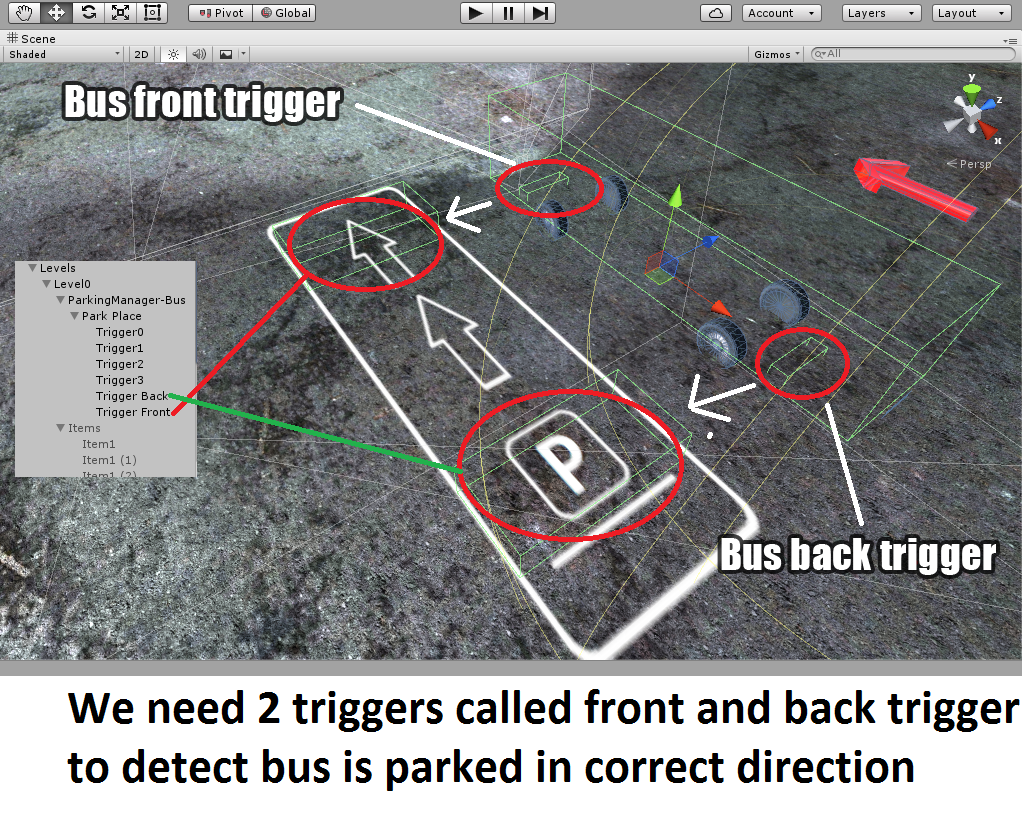 Pivot Global Account Layers Layout
Scene
Shaded 2D Gizmos All
Bus front trigger
y
z
x
Persp
Levels
Level0
ParkingManager-Bus
Park Place
Trigger0
Trigger1
Trigger2
Trigger3
Trigger Back
Trigger Front
Items
Item1
Item1 (1)
Item1 (2)
P
Bus back trigger
We need 2 triggers called front and back trigger
to detect bus is parked in correct direction